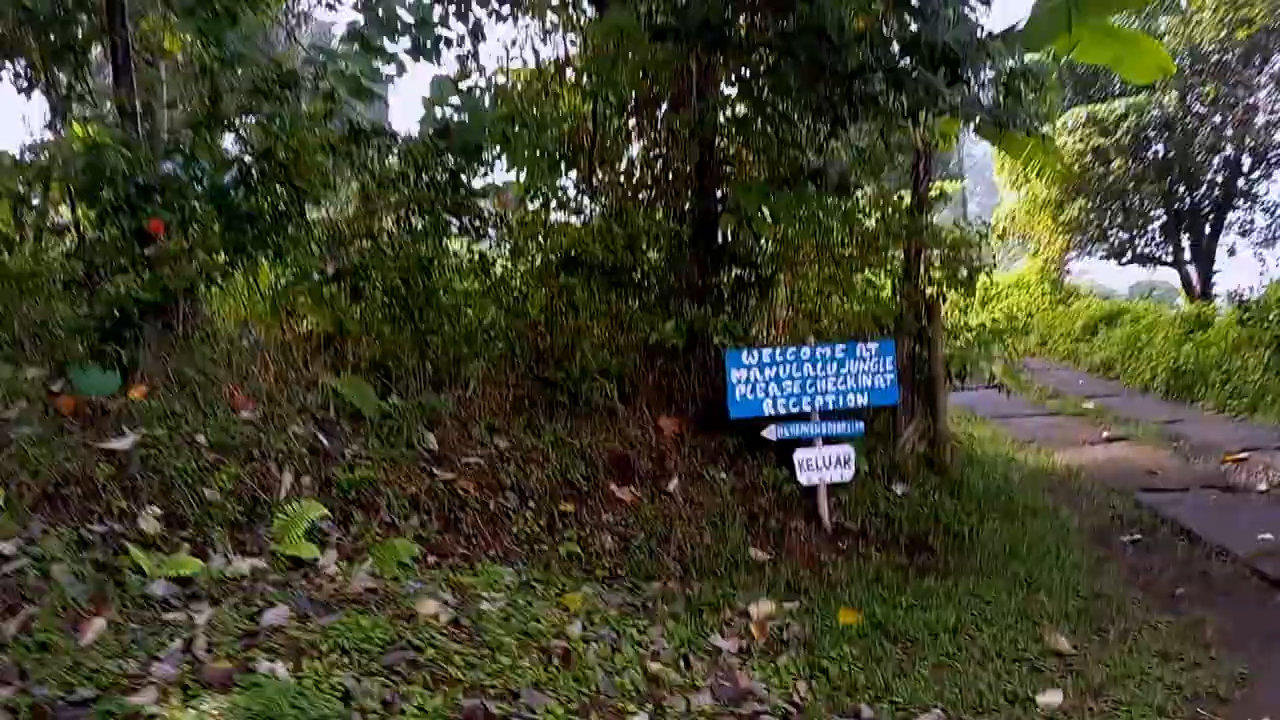 WELCOME AT
MANULALU JUNGLE
PLEASE CHECK IN AT
RECEPTION
KELUAR